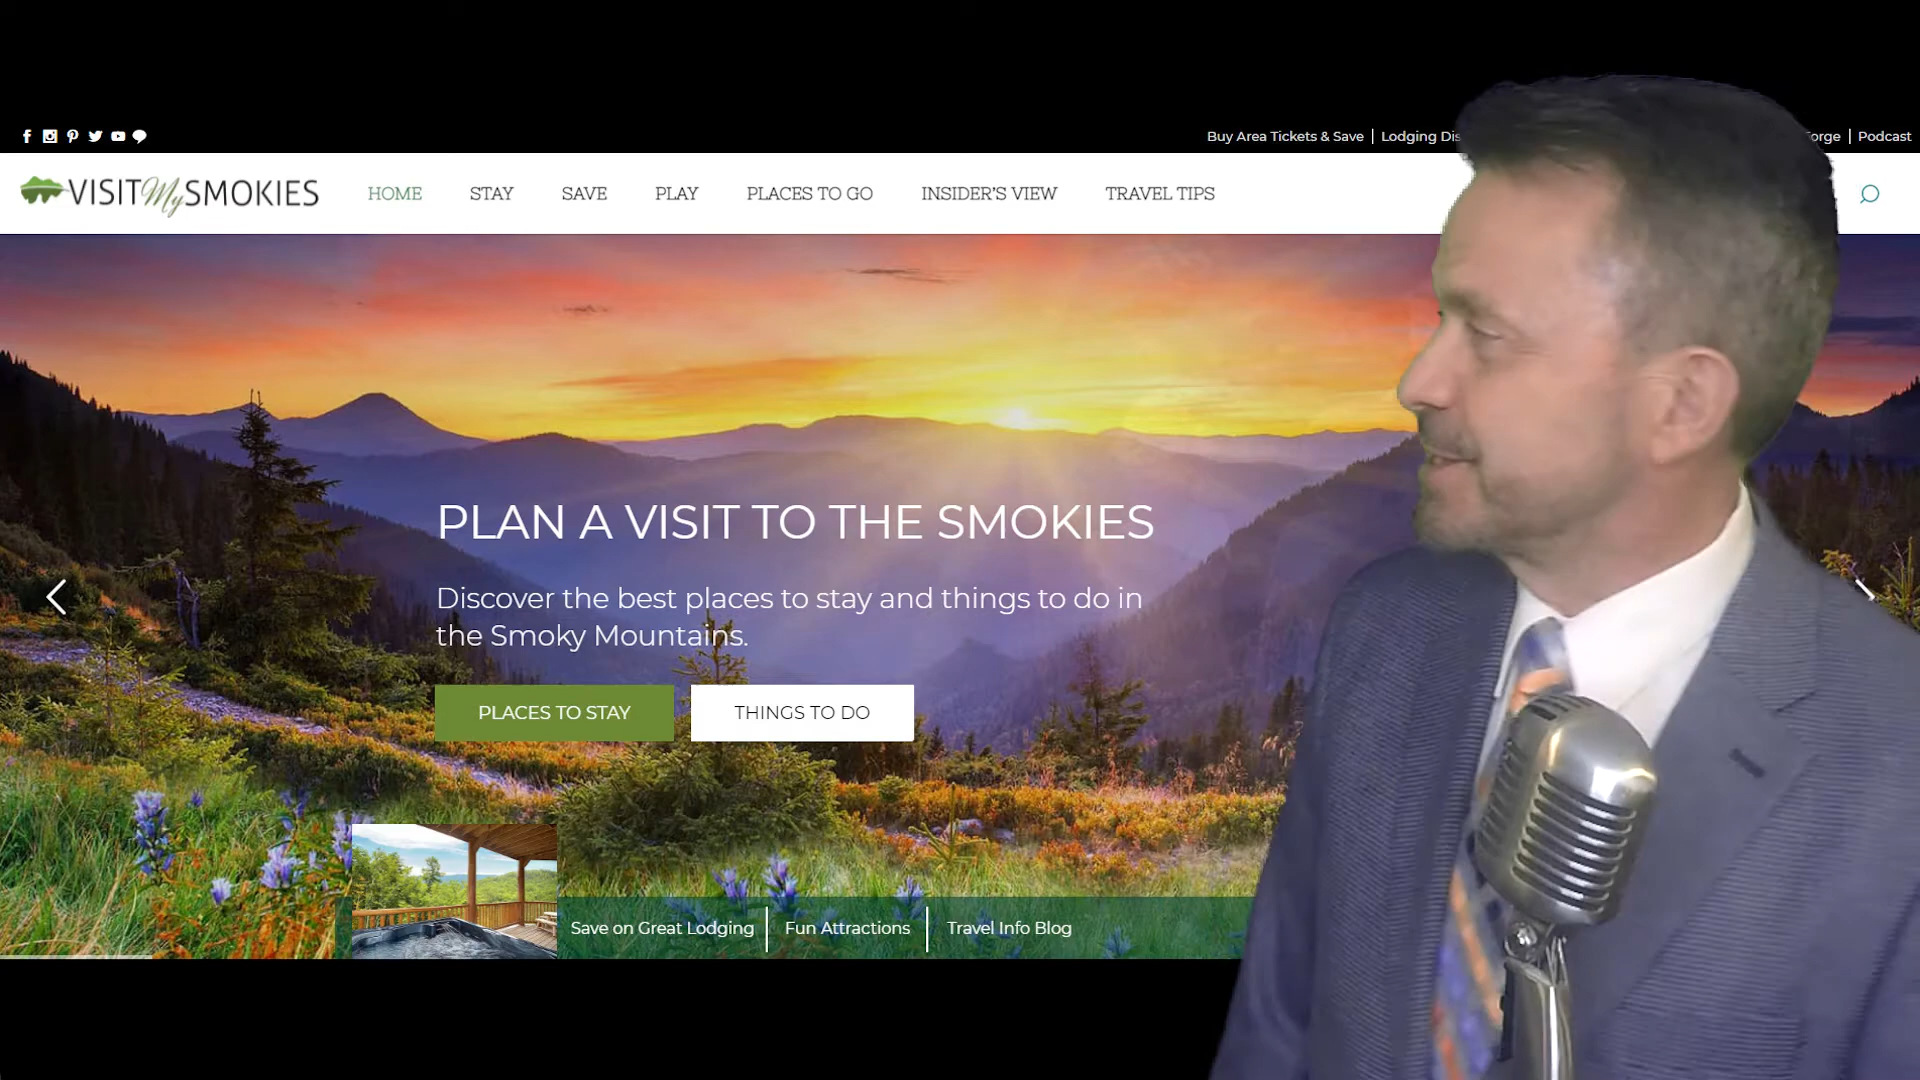 Buy Area Tickets & Save
Lodging
Podcast
VISIT My SMOKIES
HOME
STAY
SAVE
PLAY
PLACES TO GO
INSIDER'S VIEW
TRAVEL TIPS
PLAN A VISIT TO THE SMOKIES
Discover the best places to stay and things to do in
the Smoky Mountains.
PLACES TO STAY
THINGS TO DO
Save on Great Lodging
Fun Attractions
Travel Info Blog